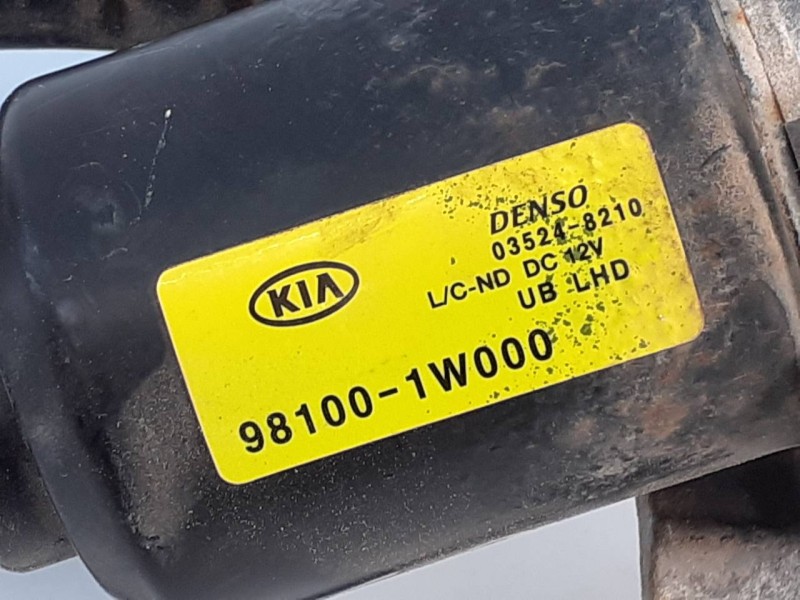 DENSO
03524-8210
L/C-ND DC 12V
UB LHD
KIA
98100-1W000